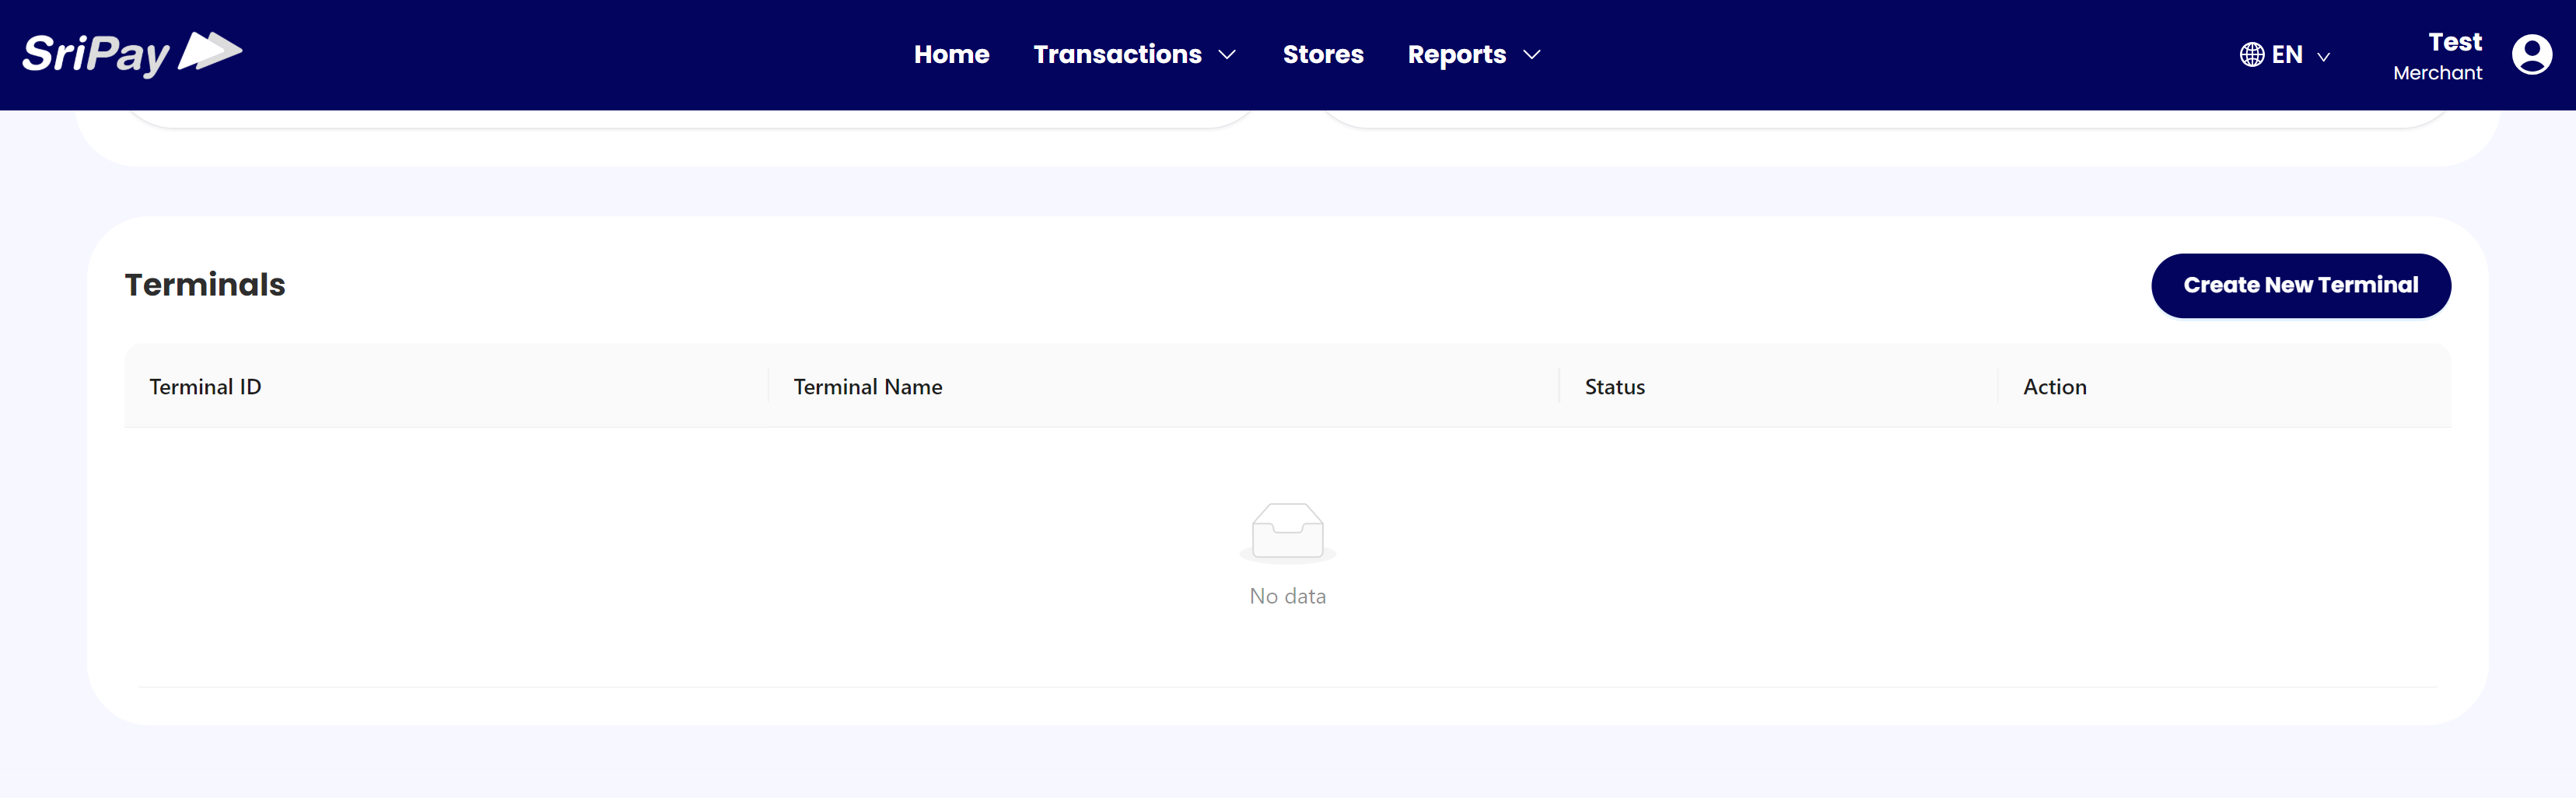 SriPay
Home Transactions Stores Reports
EN
Test
Merchant
Terminals
Create New Terminal
Terminal ID Terminal Name Status Action
No data